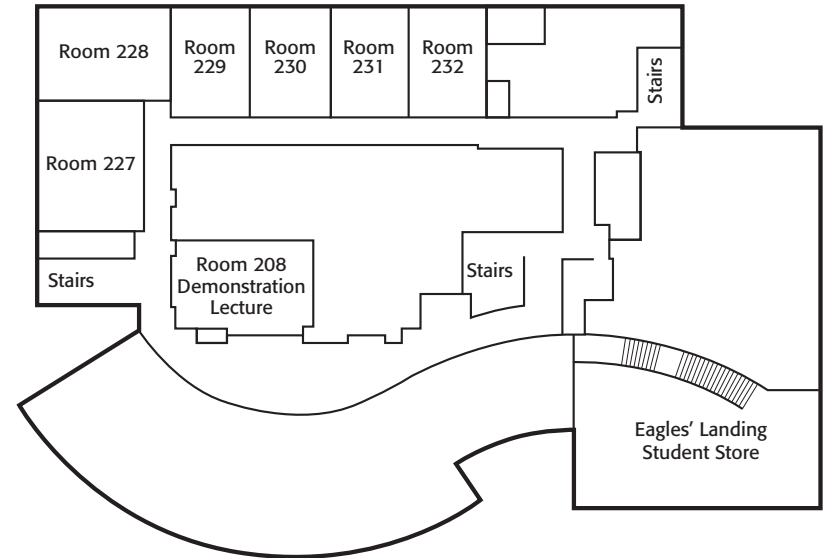 Room 228
Room
229
Room
230
Room
231
Room
232
Stairs
Room 227
Stairs
Room 208
Demonstration
Lecture
Stairs
Eagles’ Landing
Student Store